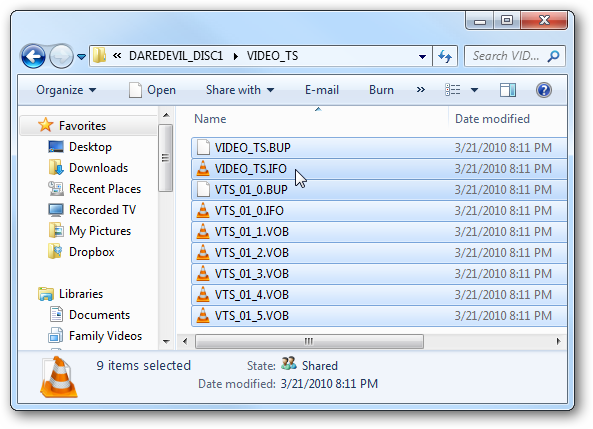 DAREDEVIL_DISC1 VIDEO_TS Search VID...
Organize Open Share with E-mail Burn »
Name Date modified
Favorites
Desktop
Downloads
Recent Places
Recorded TV
My Pictures
Dropbox
Libraries
Documents
Family Videos
VIDEO_TS.BUP 3/21/2010 8:11 PM
VIDEO_TS.IFO 3/21/2010 8:11 PM
VTS_01_0.BUP 3/21/2010 8:11 PM
VTS_01_0.IFO 3/21/2010 8:11 PM
VTS_01_1.VOB 3/21/2010 8:11 PM
VTS_01_2.VOB 3/21/2010 8:11 PM
VTS_01_3.VOB 3/21/2010 8:11 PM
VTS_01_4.VOB 3/21/2010 8:11 PM
VTS_01_5.VOB 3/21/2010 8:11 PM
9 items selected State: Shared
Date modified: 3/21/2010 8:11 PM